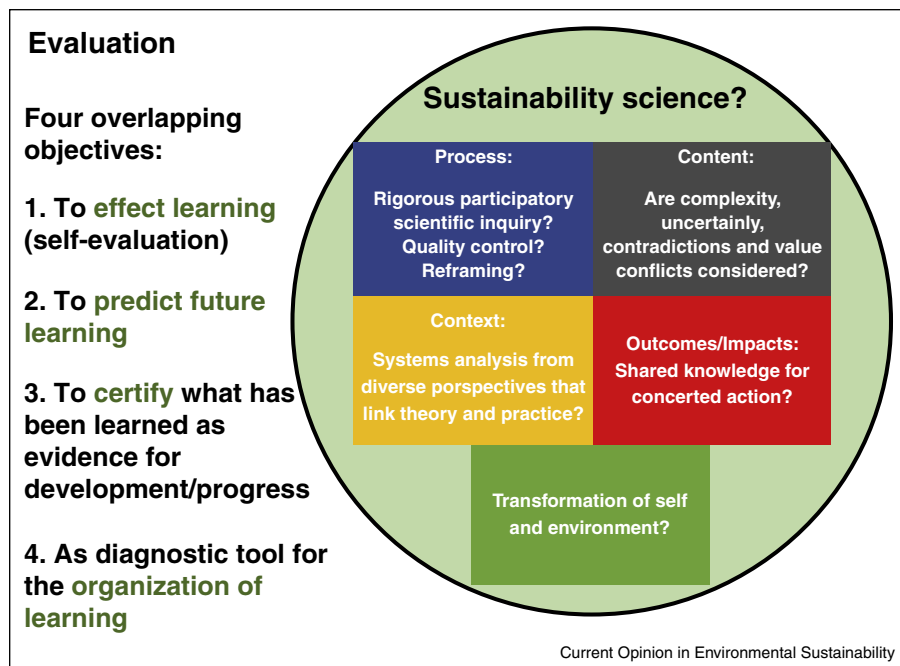 Evaluation
Four overlapping
objectives:
1. To effect learning
(self-evaluation)
2. To predict future
learning
3. To certify what has
been learned as
evidence for
development/progress
4. As diagnostic tool for
the organization of
learning
Sustainability science?
Process:
Rigorous participatory
scientific inquiry?
Quality control?
Reframing?
Content:
Are complexity,
uncertainly,
contradictions and value
conflicts considered?
Context:
Systems analysis from
diverse porspectives that
link theory and practice?
Outcomes/Impacts:
Shared knowledge for
concerted action?
Transformation of self
and environment?
Current Opinion in Environmental Sustainability